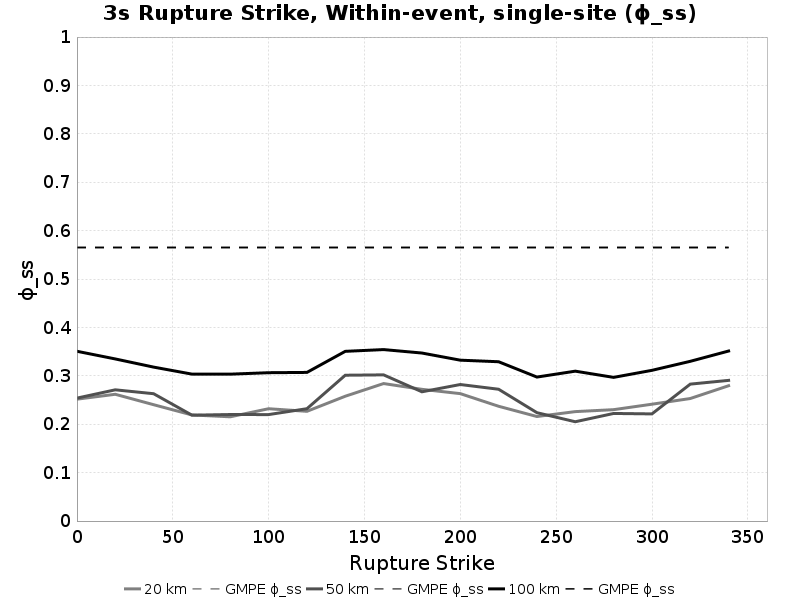 3s Rupture Strike, Within-event, single-site (ϕ_ss)
1
0.9
0.8
0.7
0.6
0.5
0.4
0.3
0.2
0.1
0
ϕ_ss
0 50 100 150 200 250 300 350
Rupture Strike
20 km GMPE ϕ_ss 50 km GMPE ϕ_ss 100 km GMPE ϕ_ss